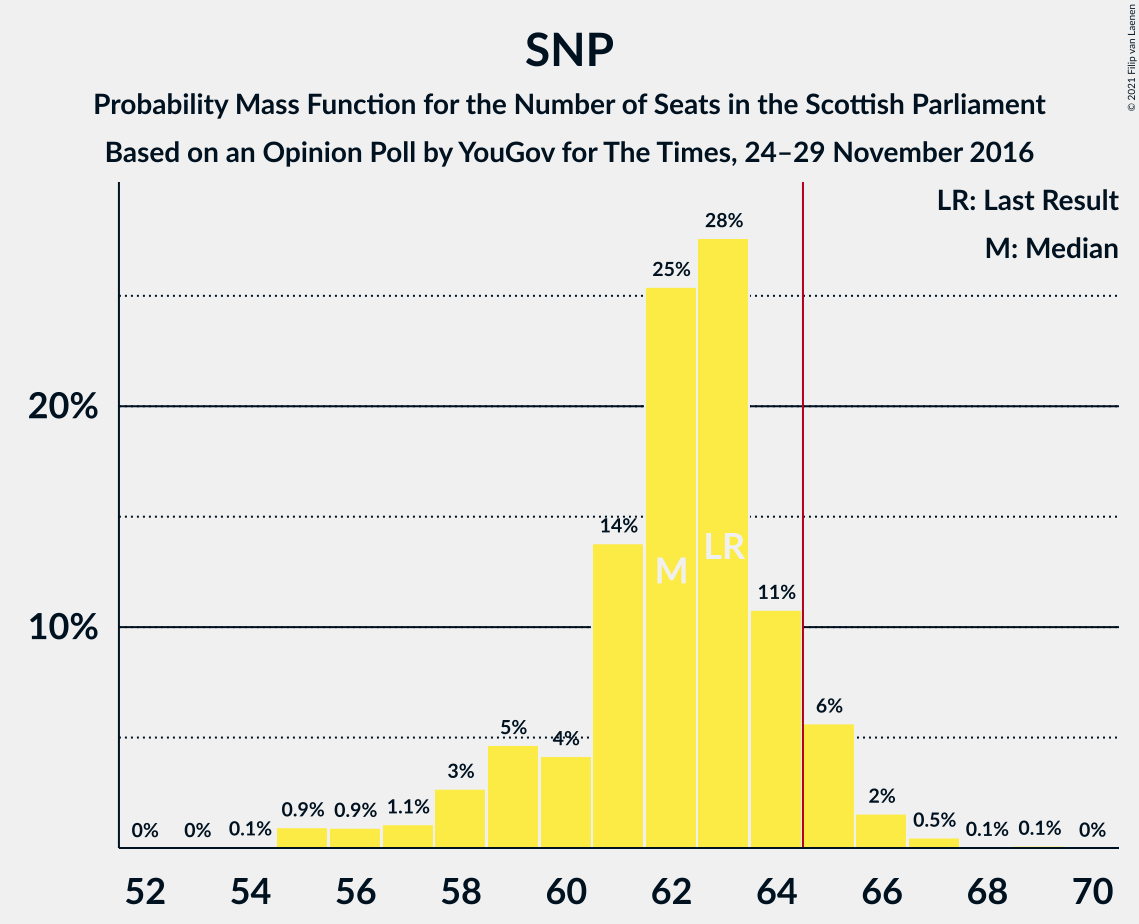 SNP
Probability Mass Function for the Number of Seats in the Scottish Parliament
Based on an Opinion Poll by YouGov for The Times, 24–29 November 2016
© 2021 Filip van Laenen
LR: Last Result
M: Median
28%
25%
20%
14%
LR
M
11%
10%
6%
5%
4%
3%
2%
0%
0%
0.1%
0.9%
0.9%
1.1%
0.5%
0.1%
0.1%
0%
52 54 56 58 60 62 64 66 68 70